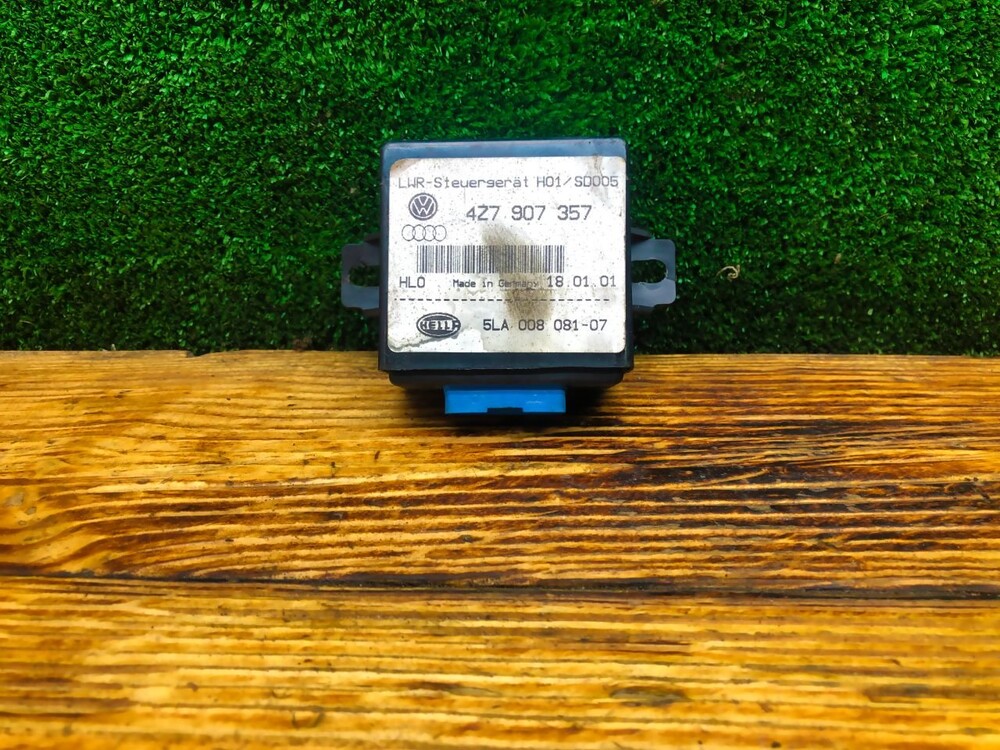 LWR-Steuergerät H01/SD005
4Z7 907 357
HLO Made in Germany 18.01.01
HELLA
5LA 008 081-07